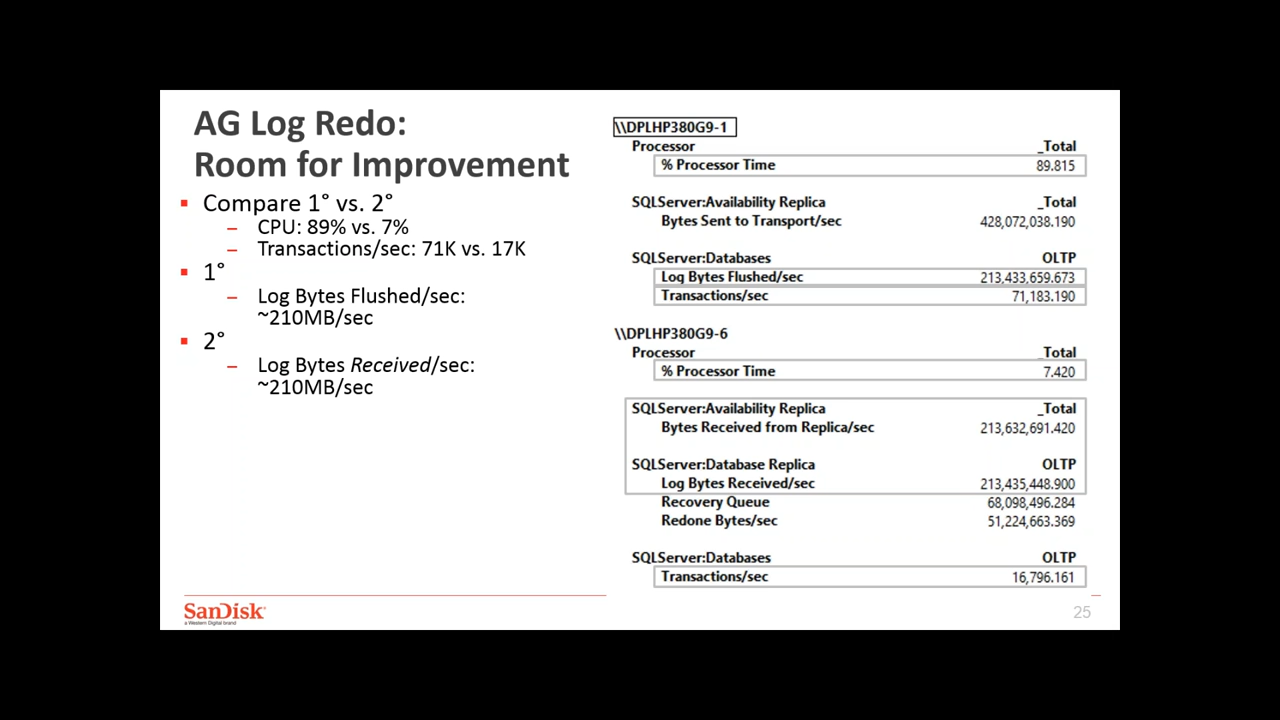 AG Log Redo:
Room for Improvement
▪ Compare 1° vs. 2°
– CPU: 89% vs. 7%
– Transactions/sec: 71K vs. 17K
▪ 1°
– Log Bytes Flushed/sec:
~210MB/sec
▪ 2°
– Log Bytes Received/sec:
~210MB/sec
\\DPLHP380G9-1
Processor _Total
% Processor Time 89.815
SQLServer:Availability Replica _Total
Bytes Sent to Transport/sec 428,072,038.190
SQLServer:Databases OLTP
Log Bytes Flushed/sec 213,433,659.673
Transactions/sec 71,183.190
\\DPLHP380G9-6
Processor _Total
% Processor Time 7.420
SQLServer:Availability Replica _Total
Bytes Received from Replica/sec 213,632,691.420
SQLServer:Database Replica OLTP
Log Bytes Received/sec 213,435,448.900
Recovery Queue 68,098,496.284
Redone Bytes/sec 51,224,663.369
SQLServer:Databases OLTP
Transactions/sec 16,796.161
SanDisk
a Western Digital brand
25